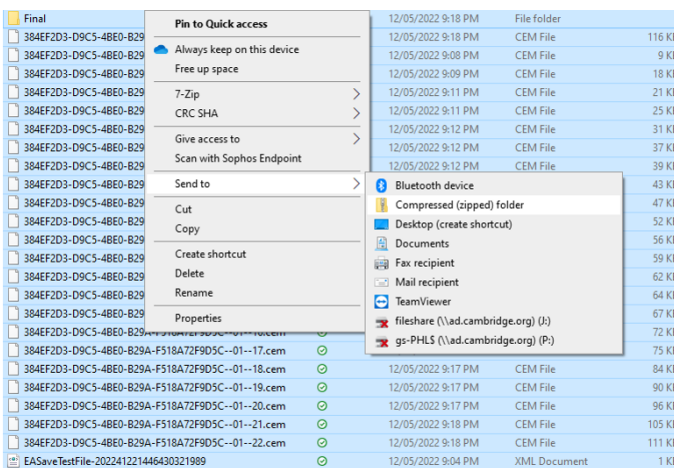 Final 12/05/2022 9:18 PM File folder
384EF2D3-D9C5-4BE0-B29 12/05/2022 9:18 PM CEM File 116 K
384EF2D3-D9C5-4BE0-B29 12/05/2022 9:08 PM CEM File 9 K
384EF2D3-D9C5-4BE0-B29 12/05/2022 9:09 PM CEM File 18 K
384EF2D3-D9C5-4BE0-B29 12/05/2022 9:11 PM CEM File 21 K
384EF2D3-D9C5-4BE0-B29 12/05/2022 9:11 PM CEM File 25 K
384EF2D3-D9C5-4BE0-B29 12/05/2022 9:12 PM CEM File 31 K
384EF2D3-D9C5-4BE0-B29 12/05/2022 9:12 PM CEM File 37 K
384EF2D3-D9C5-4BE0-B29 12/05/2022 9:12 PM CEM File 39 K
384EF2D3-D9C5-4BE0-B29 43 K
384EF2D3-D9C5-4BE0-B29 47 K
384EF2D3-D9C5-4BE0-B29 52 K
384EF2D3-D9C5-4BE0-B29 56 K
384EF2D3-D9C5-4BE0-B29 59 K
384EF2D3-D9C5-4BE0-B29 62 K
384EF2D3-D9C5-4BE0-B29 64 K
384EF2D3-D9C5-4BE0-B29 67 K
384EF2D3-D9C5-4BE0-B29A-F518A72F9D5C--01--16.cem 72 K
384EF2D3-D9C5-4BE0-B29A-F518A72F9D5C--01--17.cem 75 K
384EF2D3-D9C5-4BE0-B29A-F518A72F9D5C--01--18.cem 12/05/2022 9:17 PM CEM File 84 K
384EF2D3-D9C5-4BE0-B29A-F518A72F9D5C--01--19.cem 12/05/2022 9:17 PM CEM File 90 K
384EF2D3-D9C5-4BE0-B29A-F518A72F9D5C--01--20.cem 12/05/2022 9:17 PM CEM File 96 K
384EF2D3-D9C5-4BE0-B29A-F518A72F9D5C--01--21.cem 12/05/2022 9:18 PM CEM File 105 K
384EF2D3-D9C5-4BE0-B29A-F518A72F9D5C--01--22.cem 12/05/2022 9:18 PM CEM File 111 K
EASaveTestFile-202241221446430321989 12/05/2022 9:04 PM XML Document 1 K
Pin to Quick access
Always keep on this device
Free up space
7-Zip
CRC SHA
Give access to
Scan with Sophos Endpoint
Send to
Cut
Copy
Create shortcut
Delete
Rename
Properties
Bluetooth device
Compressed (zipped) folder
Desktop (create shortcut)
Documents
Fax recipient
Mail recipient
TeamViewer
fileshare (\\ad.cambridge.org) (J:)
gs-PHL$ (\\ad.cambridge.org) (P:)